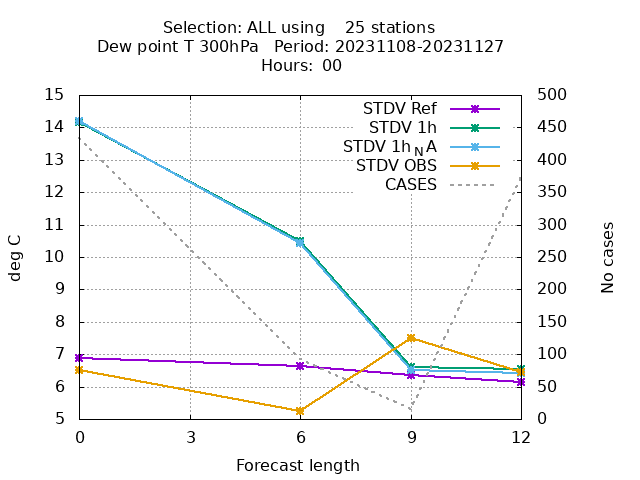 Selection: ALL using    25 stations
Dew point T 300hPa   Period: 20231108-20231127
Hours: 00
STDV Ref
STDV 1h
STDV 1h_NA
STDV OBS
CASES
deg C
No cases
15
14
13
12
11
10
9
8
7
6
5
500
450
400
350
300
250
200
150
100
50
0
0 3 6 9 12
Forecast length